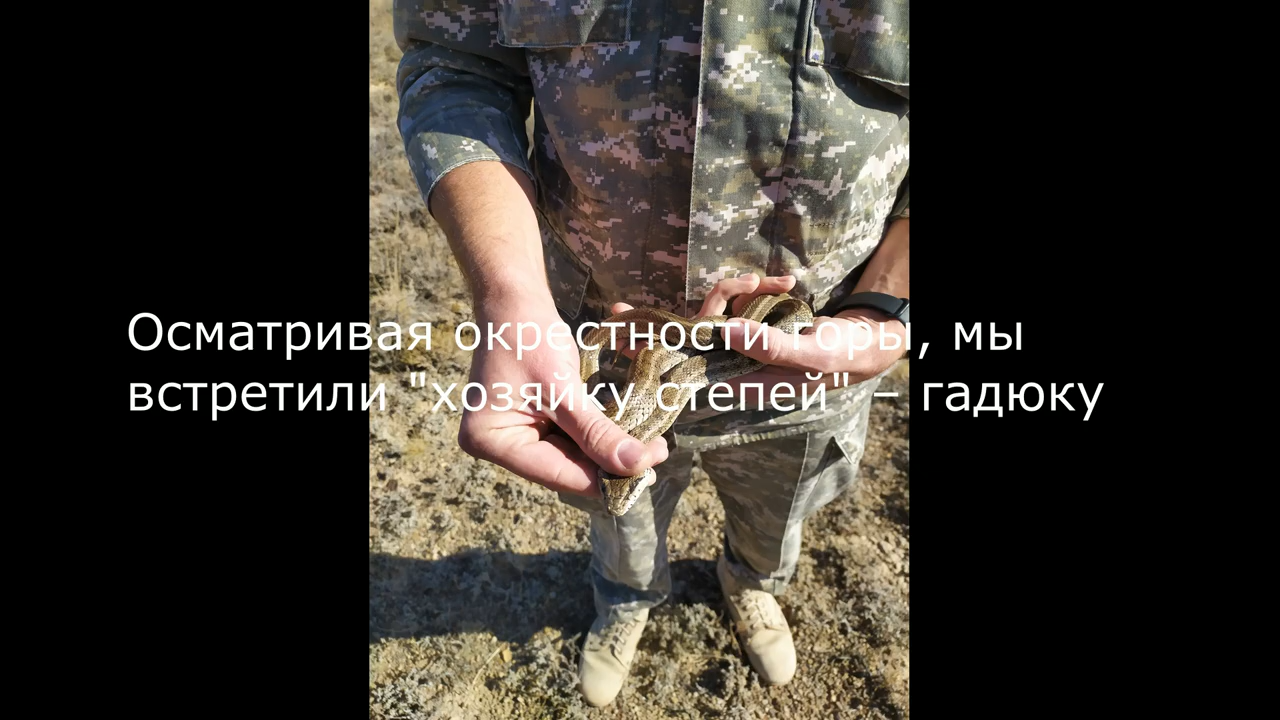 Осматривая окрестности горы, мы
встретили "хозяйку степей" – гадюку